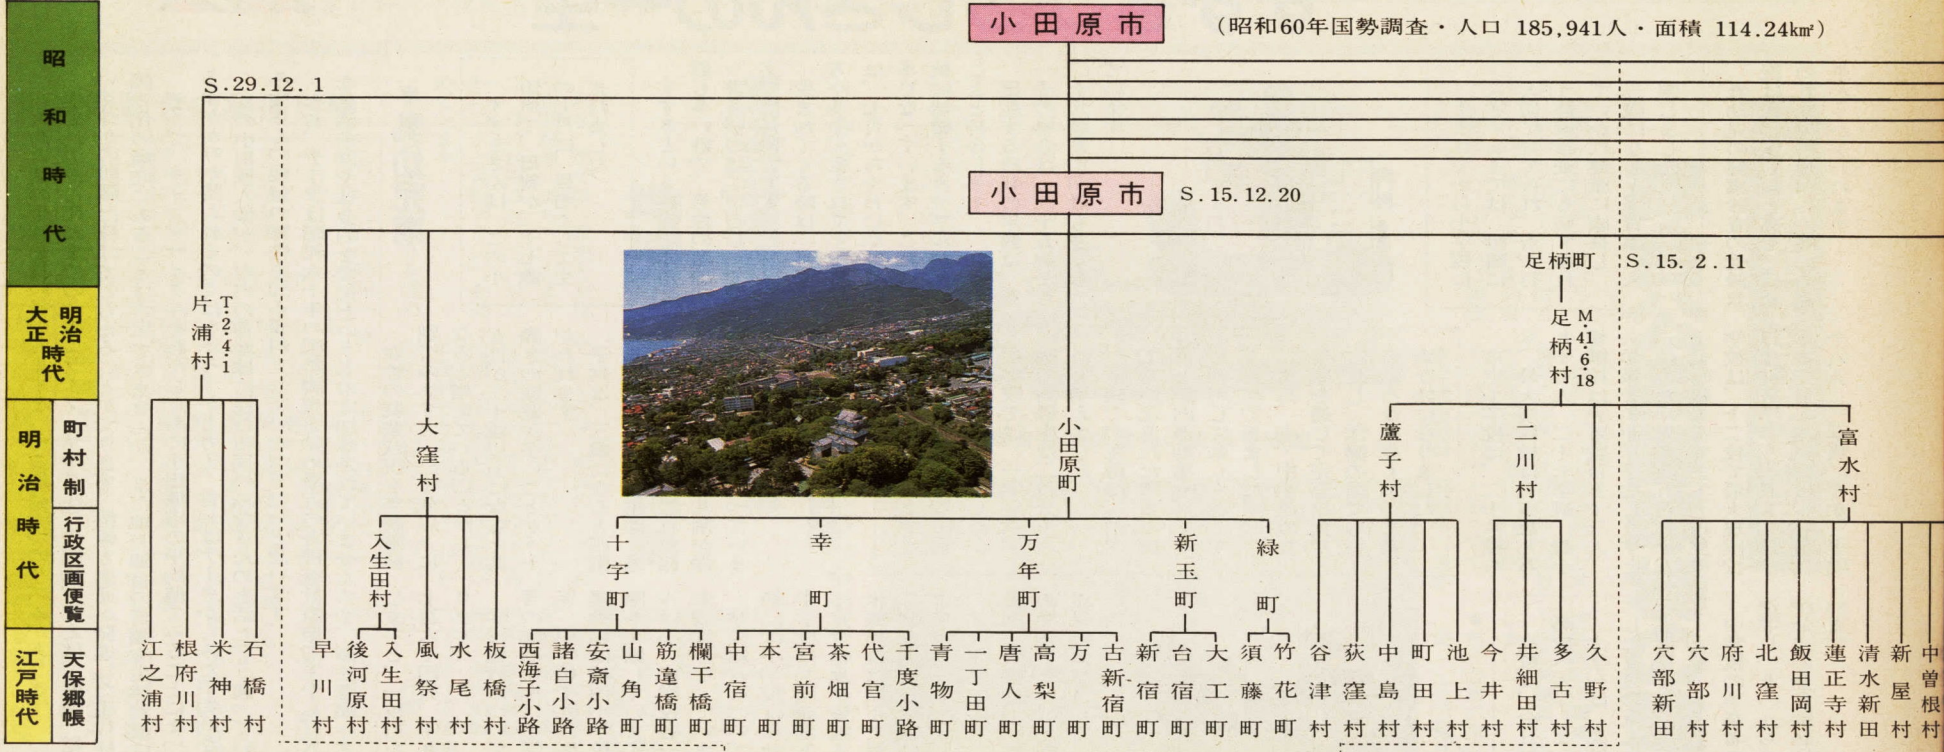 小田原市
(昭和60年国勢調査・人口 185,941人・面積 114.24k㎡)
昭和時代
S.29.12.1
小田原市
S.15.12.20
足柄町
S.15.2.11
明治大正時代
片浦村
T・2・4・1
足柄村
M・41・6・18
明治時代
町村制
大窪村
小田原町
蘆子村
二川村
富水村
行政区画便覧
入生田村
十字町
幸町
万年町
新玉町
緑町
江戸時代
天保郷帳
江之浦村
根府川村
米神村
石橋村
早川村
後河原村
入生田村
風祭村
水尾村
板橋村
西海子小路
諸白小路
安斎小路
山角町
筋違橋町
欄干橋町
中宿町
本町
宮前町
茶畑町
代官町
千度小路
青物町
一丁田町
唐人町
高梨町
万町
古新宿町
新宿町
台宿町
大工町
須藤町
竹花町
谷津村
荻窪村
中島村
町田村
池上村
今井村
井細田村
多古村
久野村
穴部新田
穴部村
府川村
北窪村
飯田岡村
蓮正寺村
清水新田
新屋村
中曽根村